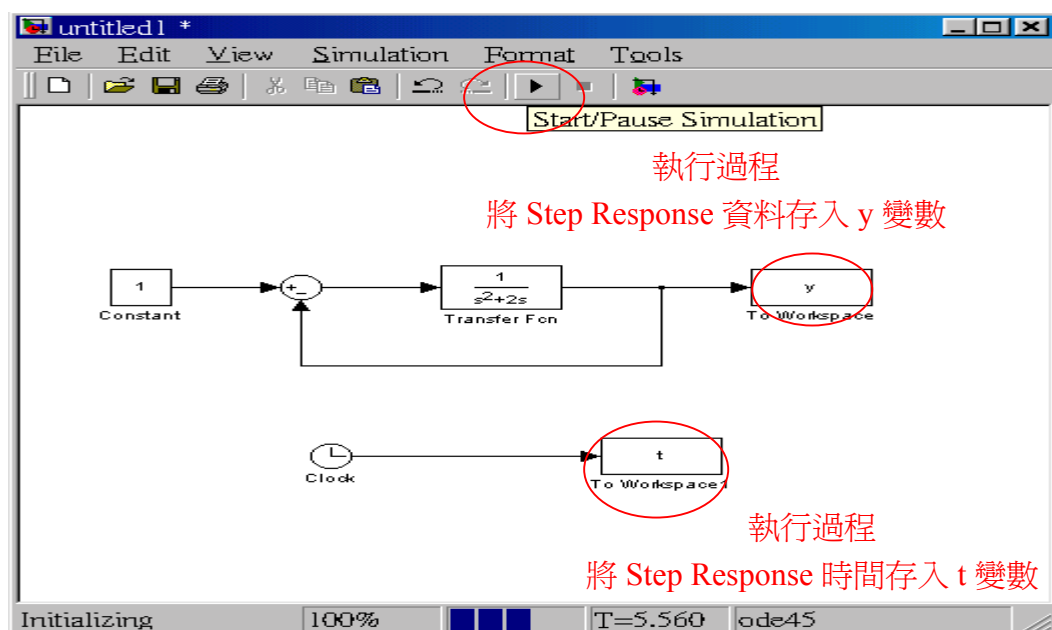 untitled1 *
File Edit View Simulation Format Tools
Start/Pause Simulation
執行過程
將 Step Response 資料存入 y 變數
1
Constant
+-
1
s2+2s
Transfer Fcn
y
To Workspace
Clock
t
To Workspace1
執行過程
將 Step Response 時間存入 t 變數
Initializing 100% T=5.560 ode45